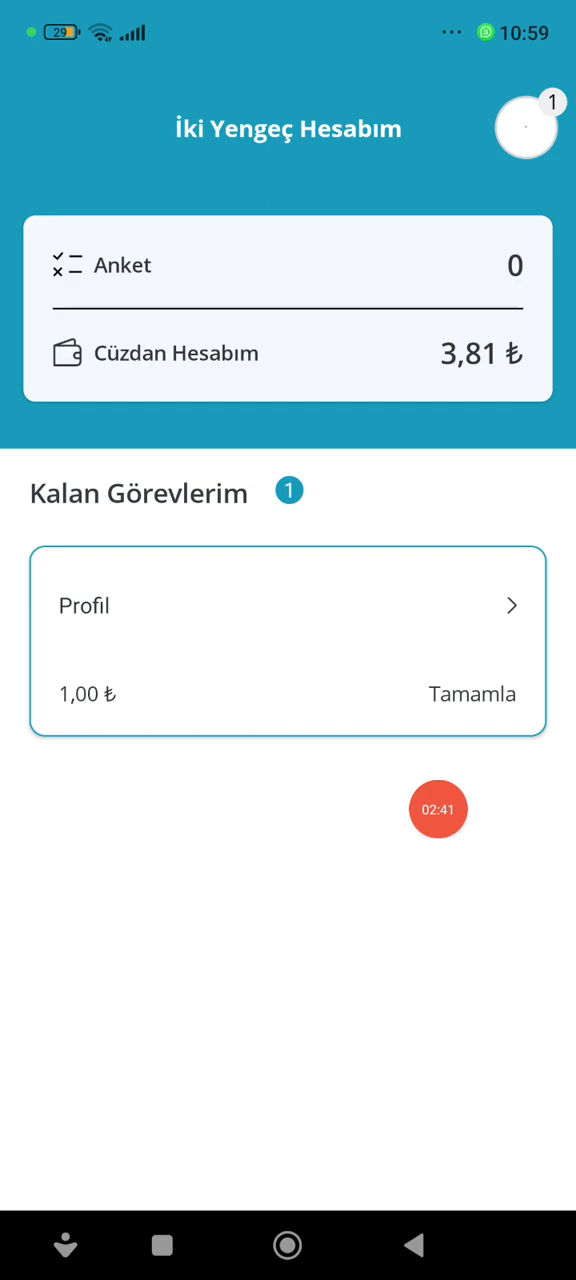 29
10:59
İki Yengeç Hesabım
1
Anket
0
Cüzdan Hesabım
3,81 ₺
Kalan Görevlerim 1
Profil
1,00 ₺
Tamamla
02:41